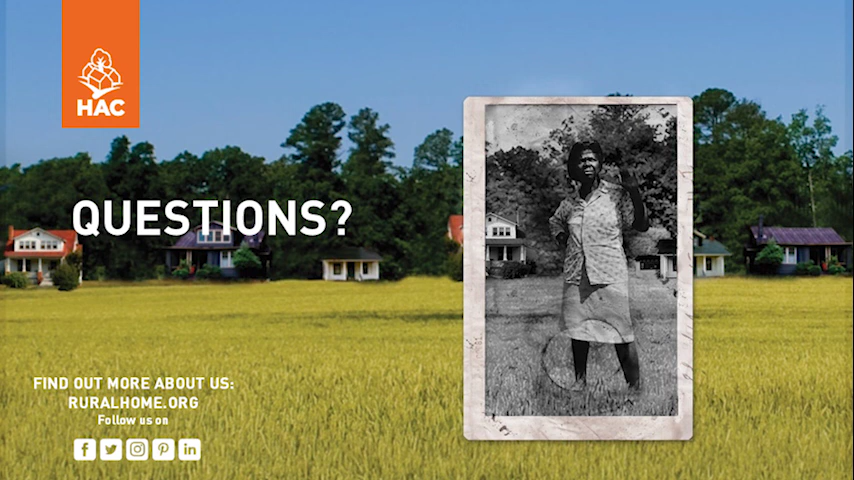 HAC
QUESTIONS?
FIND OUT MORE ABOUT US:
RURALHOME.ORG
Follow us on